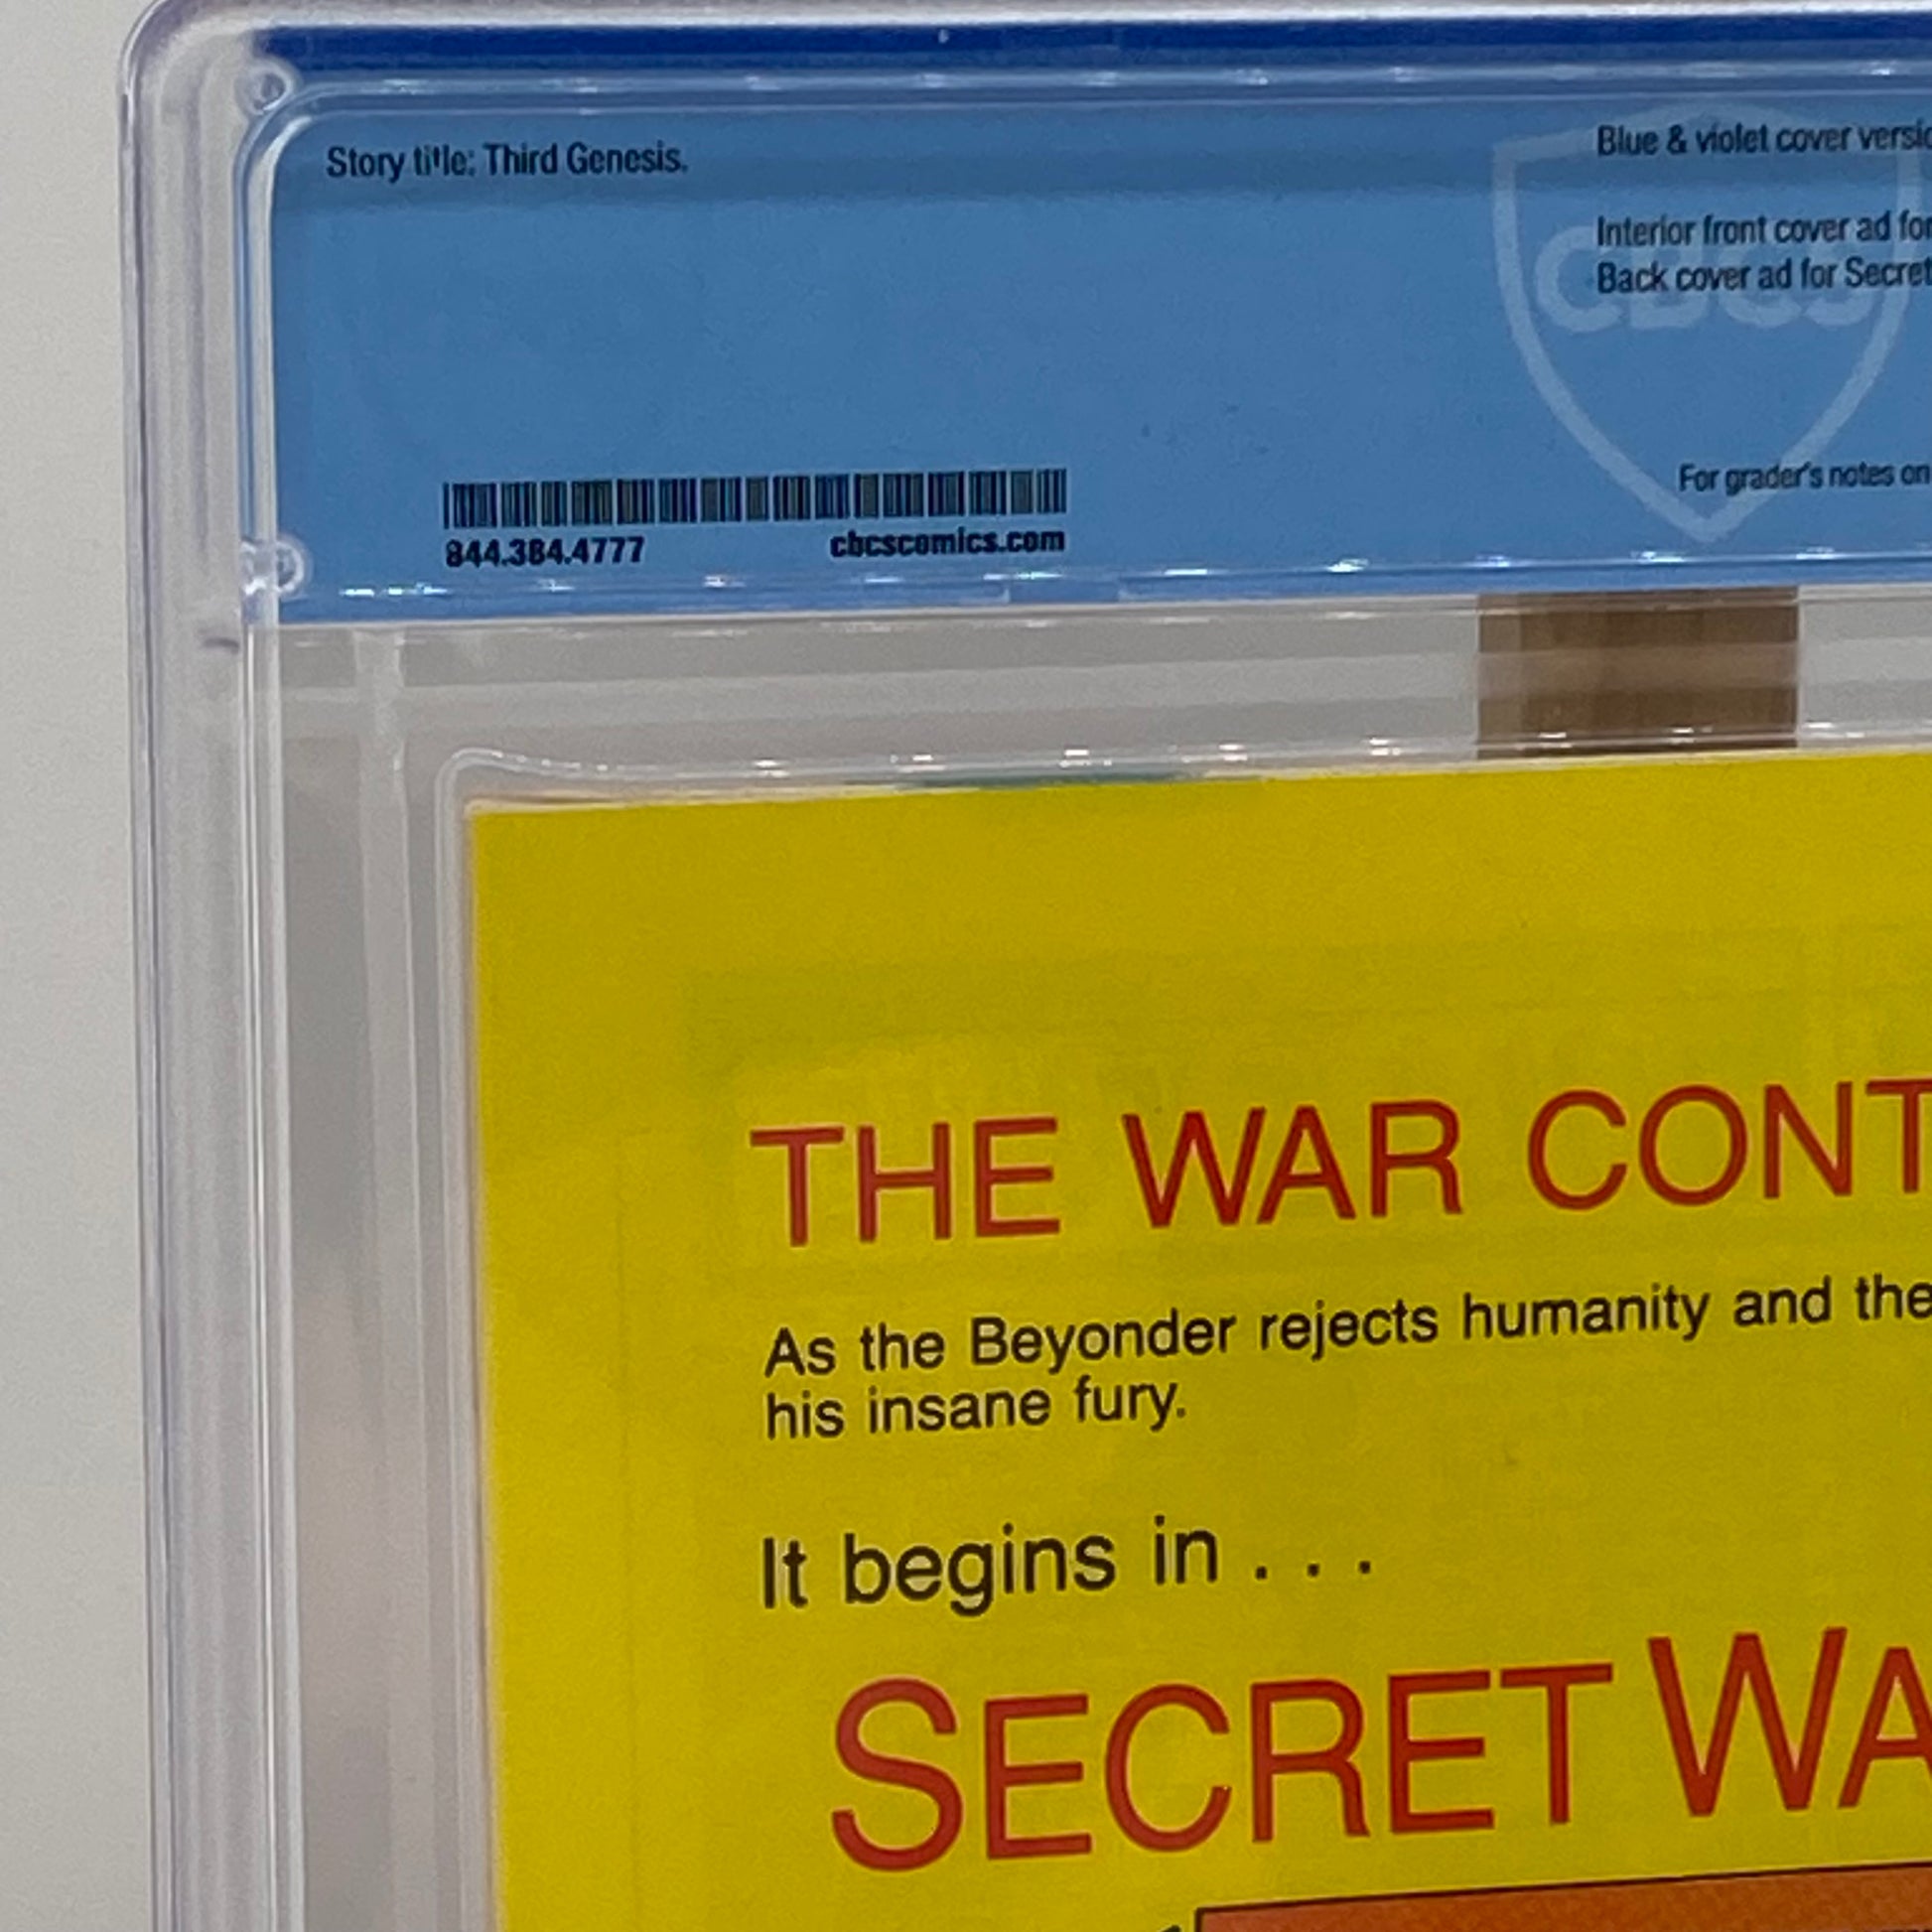 Story title: Third Genesis.
Blue & violet cover versio
Interior front cover ad for
Back cover ad for Secret
CBCS
For grader's notes on
844.384.4777 cbcscomics.com
THE WAR CONT
As the Beyonder rejects humanity and the
his insane fury.
It begins in . . .
SECRET WA